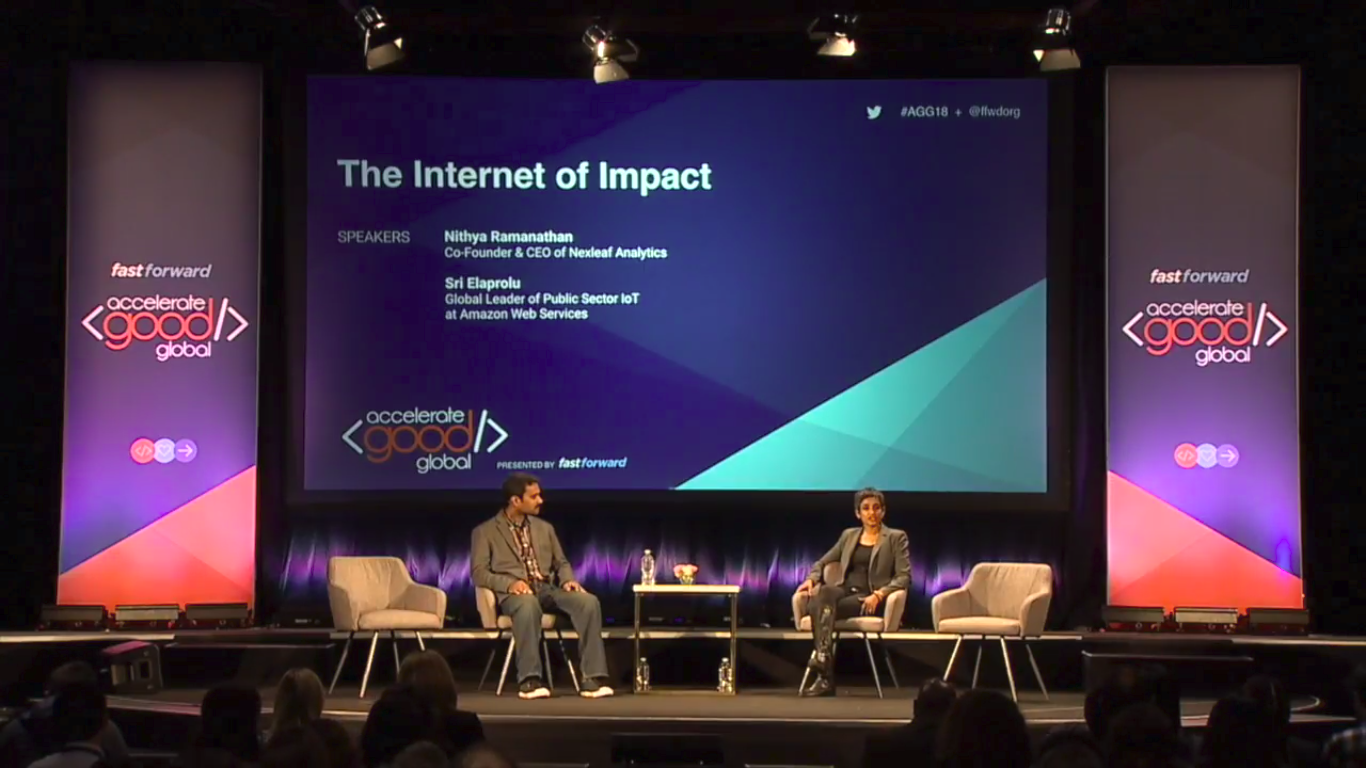 #AGG18 + @ffwdorg
The Internet of Impact
SPEAKERS
Nithya Ramanathan
Co-Founder & CEO of Nexleaf Analytics
Sri Elaprolu
Global Leader of Public Sector IoT
at Amazon Web Services
<accelerate
good/>
global
PRESENTED BY fastforward
fastforward
<accelerate
good/>
global
fastforward
<accelerate
good/>
global